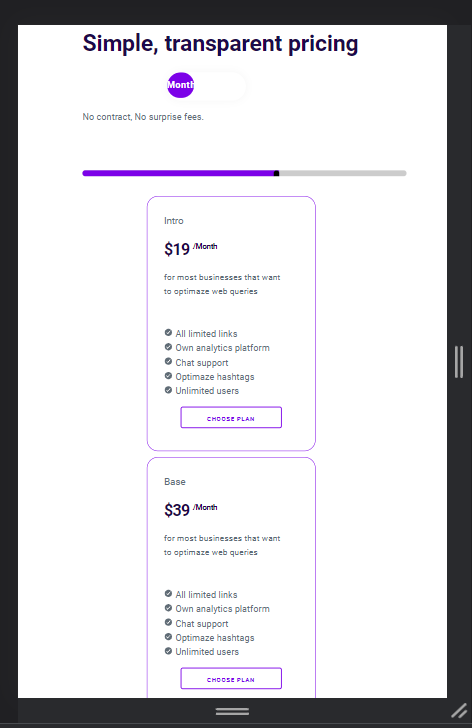 Simple, transparent pricing
Month
No contract, No surprise fees.
Intro
$19 /Month
for most businesses that want
to optimaze web queries
All limited links
Own analytics platform
Chat support
Optimaze hashtags
Unlimited users
CHOOSE PLAN
Base
$39 /Month
for most businesses that want
to optimaze web queries
All limited links
Own analytics platform
Chat support
Optimaze hashtags
Unlimited users
CHOOSE PLAN